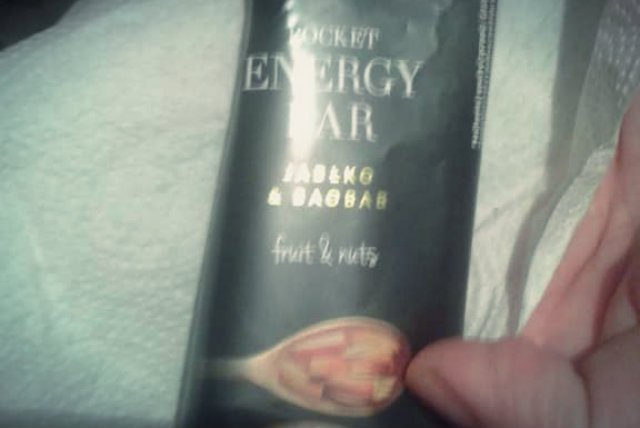 POCKET
ENERGY
BAR
JABŁKO
& BAOBAB
fruit & nuts